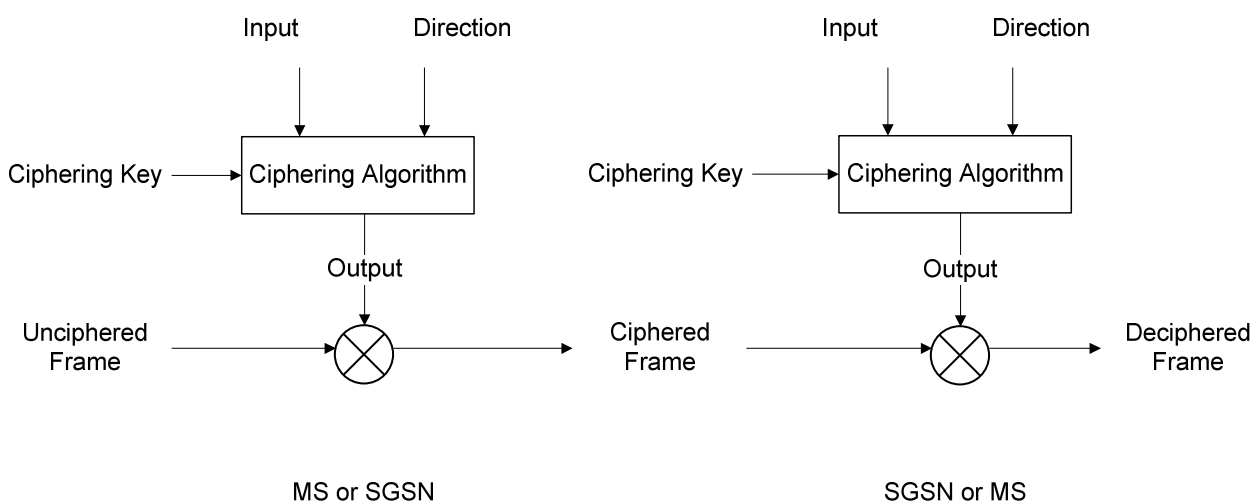 Input Direction Input Direction
Ciphering Key Ciphering Algorithm Ciphering Key Ciphering Algorithm
Output Output
Unciphered
Frame
Ciphered
Frame
Deciphered
Frame
MS or SGSN SGSN or MS